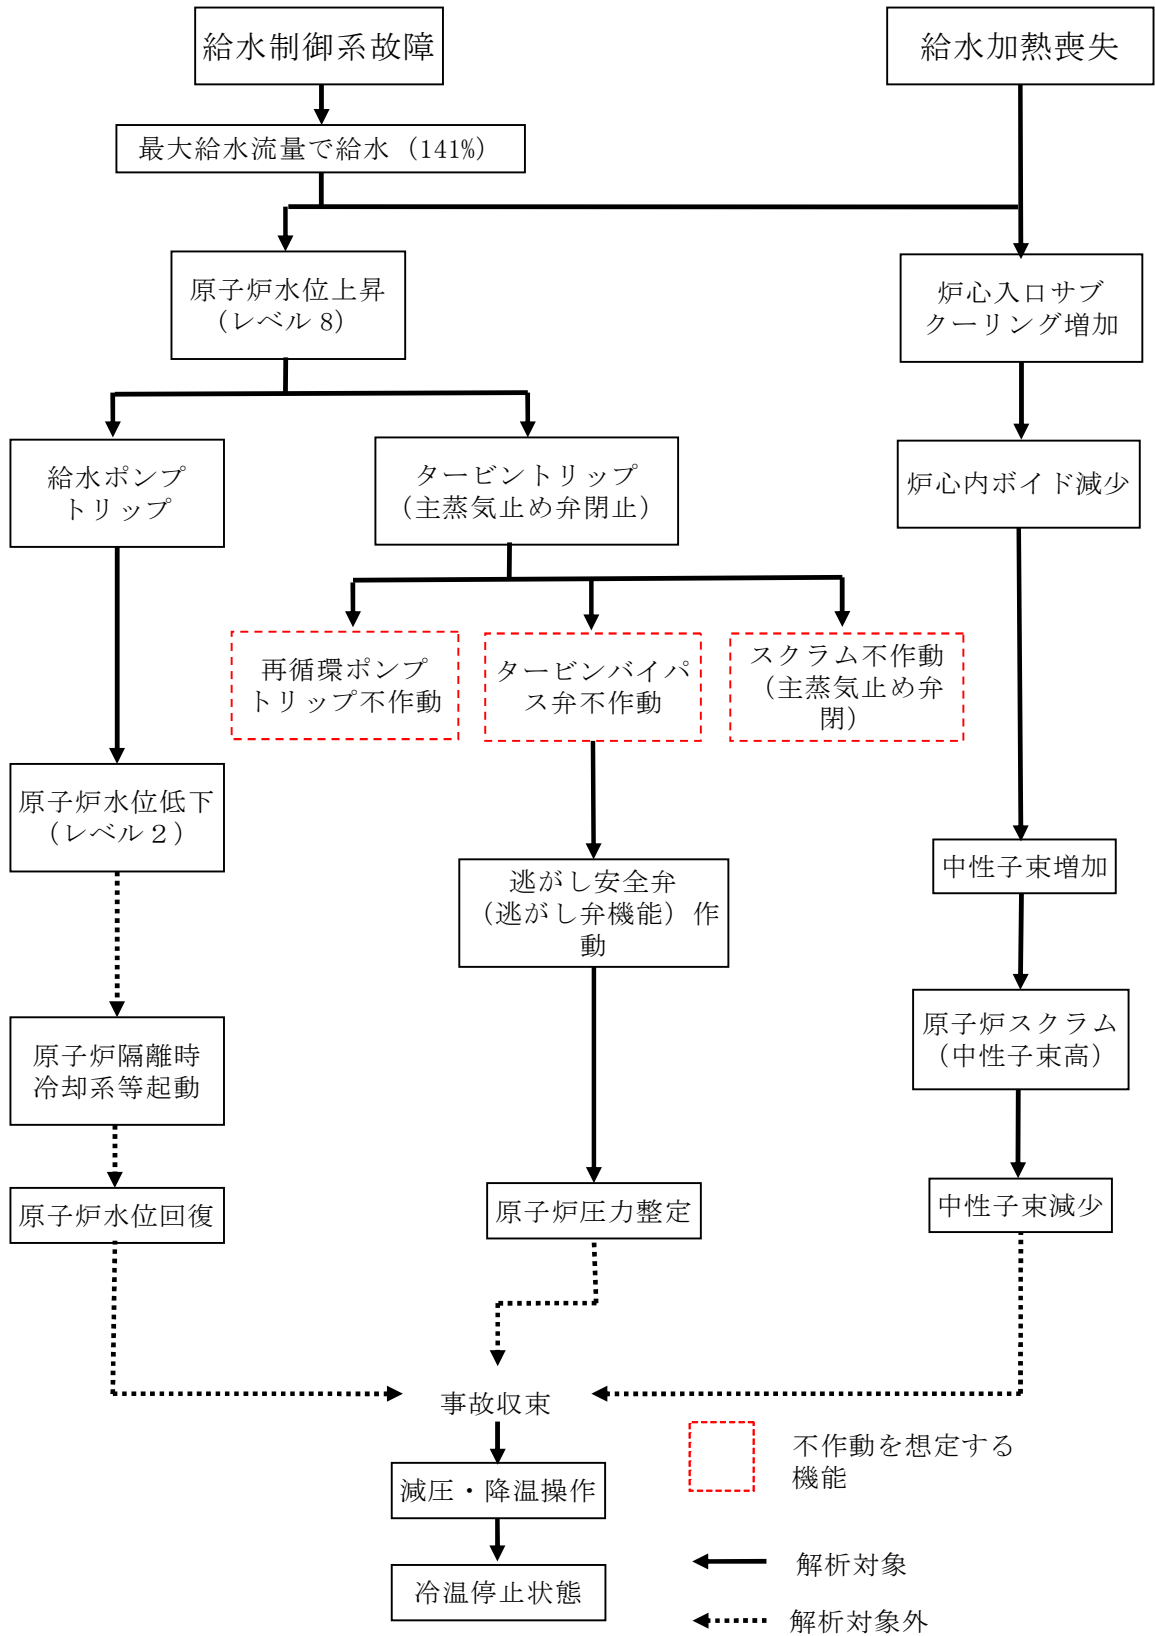 給水制御系故障
給水加熱喪失
最大給水流量で給水（141%）
原子炉水位上昇
（レベル 8）
炉心入口サブ
クーリング増加
給水ポンプ
トリップ
タービントリップ
（主蒸気止め弁閉止）
炉心内ボイド減少
再循環ポンプ
トリップ不作動
タービンバイパ
ス弁不作動
スクラム不作動
（主蒸気止め弁
閉）
原子炉水位低下
（レベル２）
中性子束増加
逃がし安全弁
（逃がし弁機能）作
動
原子炉スクラム
（中性子束高）
原子炉隔離時
冷却系等起動
原子炉水位回復
原子炉圧力整定
中性子束減少
事故収束
減圧・降温操作
冷温停止状態
不作動を想定する
機能
解析対象
解析対象外